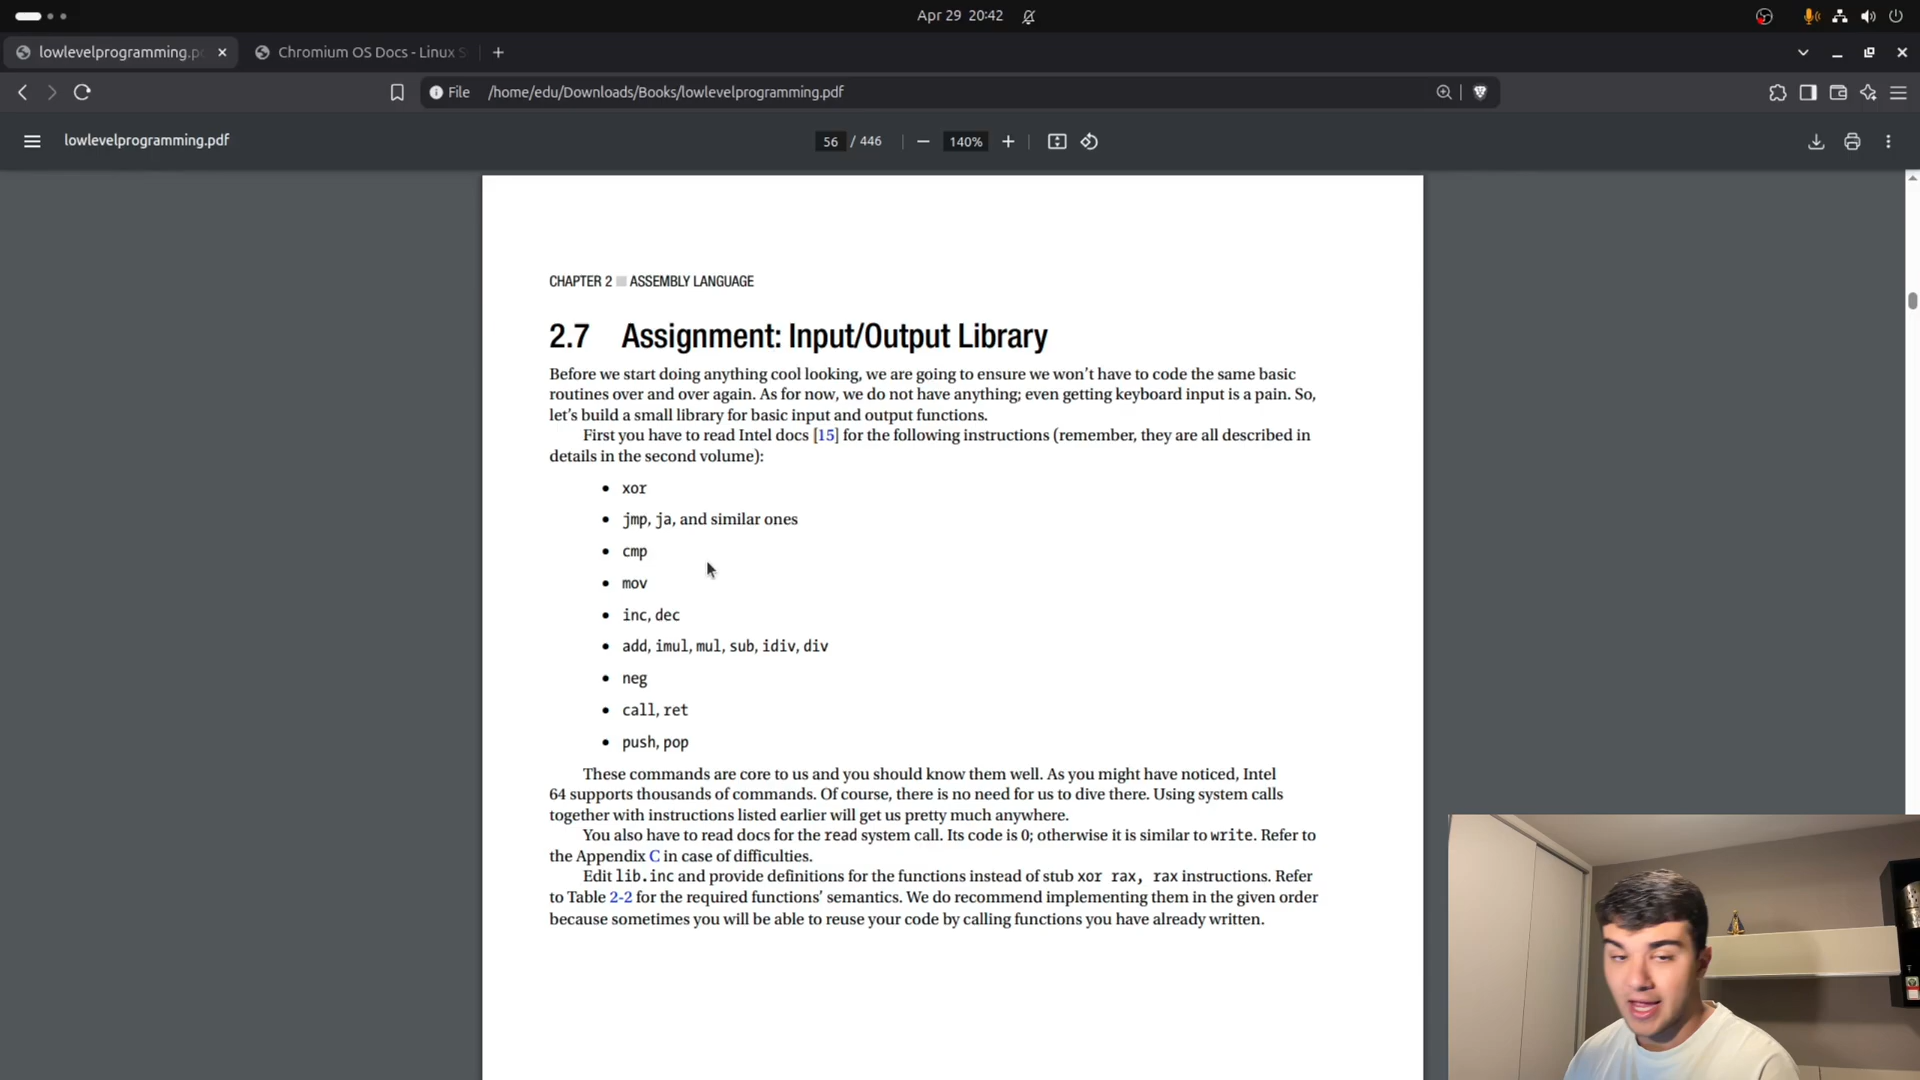 Apr 29 20:42
lowlevelprogramming.p
Chromium OS Docs - Linux S
File /home/edu/Downloads/Books/lowlevelprogramming.pdf
lowlevelprogramming.pdf
56 / 446
140%
CHAPTER 2 ■ ASSEMBLY LANGUAGE
2.7 Assignment: Input/Output Library
Before we start doing anything cool looking, we are going to ensure we won't have to code the same basic
routines over and over again. As for now, we do not have anything; even getting keyboard input is a pain. So,
let's build a small library for basic input and output functions.
First you have to read Intel docs [15] for the following instructions (remember, they are all described in
details in the second volume):
• xor
• jmp, ja, and similar ones
• cmp
• mov
• inc, dec
• add, imul, mul, sub, idiv, div
• neg
• call, ret
• push, pop
These commands are core to us and you should know them well. As you might have noticed, Intel
64 supports thousands of commands. Of course, there is no need for us to dive there. Using system calls
together with instructions listed earlier will get us pretty much anywhere.
You also have to read docs for the read system call. Its code is 0; otherwise it is similar to write. Refer to
the Appendix C in case of difficulties.
Edit lib.inc and provide definitions for the functions instead of stub xor rax, rax instructions. Refer
to Table 2-2 for the required functions' semantics. We do recommend implementing them in the given order
because sometimes you will be able to reuse your code by calling functions you have already written.